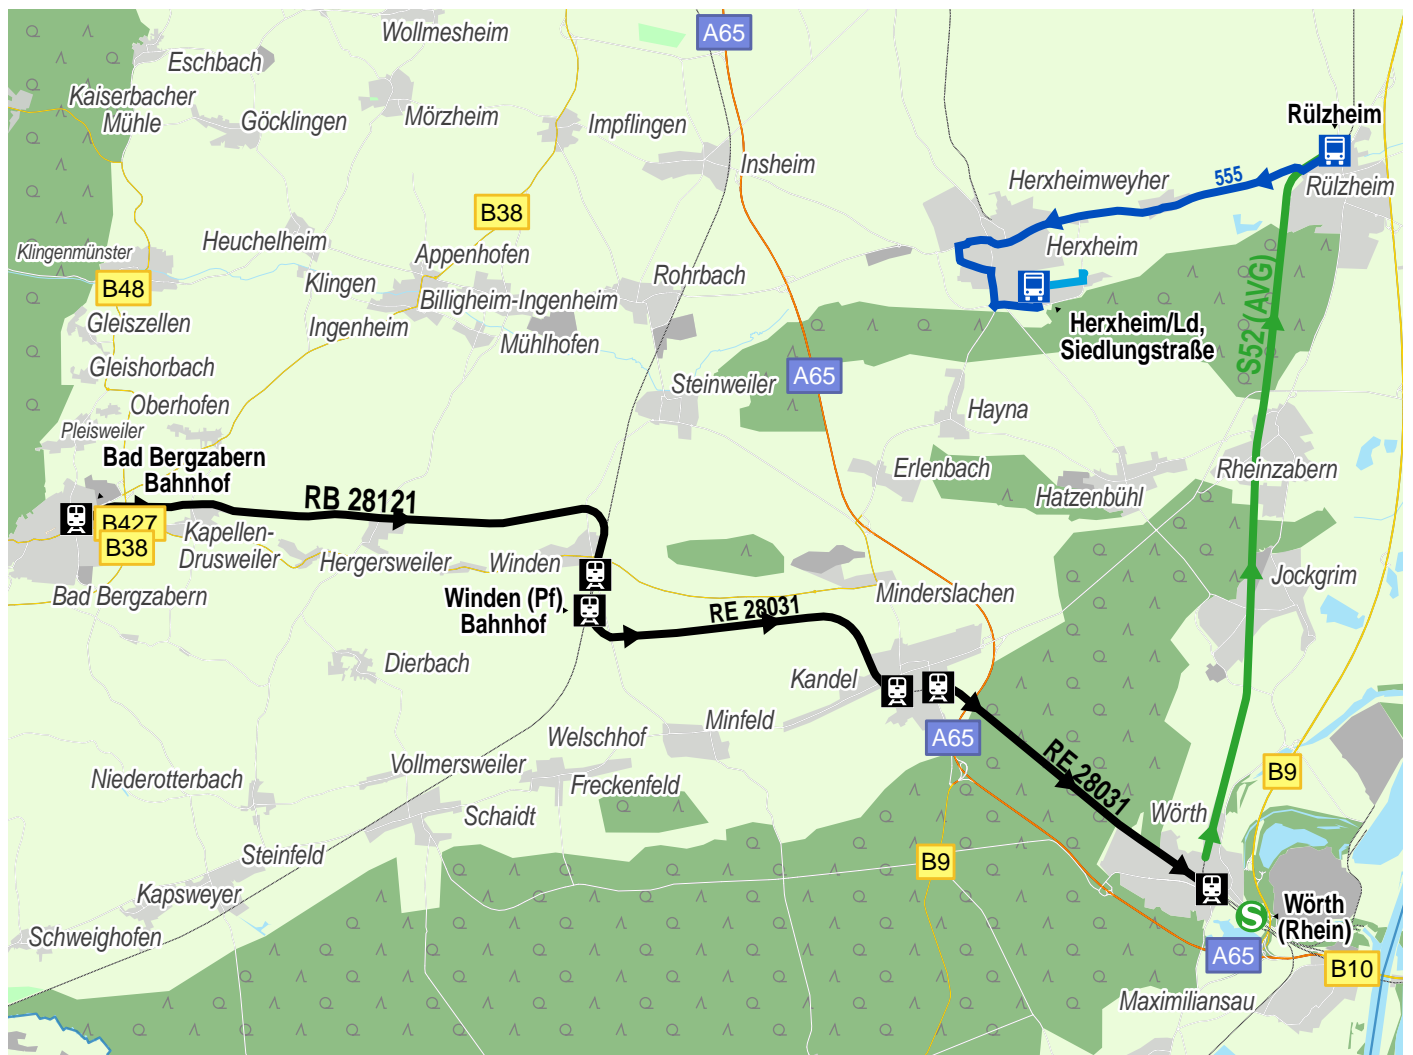 Wollmesheim
A65
Eschbach
Kaiserbacher
Mühle
Göcklingen
Mörzheim
Impflingen
Insheim
Rülzheim
Herxheimweyher
555
Rülzheim
B38
Klingenmünster
Heuchelheim
Appenhofen
Herxheim
B48
Klingen
Billigheim-Ingenheim
Rohrbach
Gleiszellen
Ingenheim
Mühlhofen
Herxheim/Ld,
Siedlungstraße
S52 (AVG)
Gleishorbach
Steinweiler
A65
Oberhofen
Hayna
Pleisweiler
Bad Bergzabern
Bahnhof
Erlenbach
Rheinzabern
Hatzenbühl
RB 28121
B427
B38
Kapellen-
Drusweiler
Hergersweiler
Winden
Jockgrim
Bad Bergzabern
Winden (Pf)
Bahnhof
RE 28031
Minderslachen
Dierbach
Kandel
Minfeld
Welschhof
A65
Vollmersweiler
Niederotterbach
Freckenfeld
RE 28031
B9
Schaidt
Wörth
Steinfeld
B9
Kapsweyer
Wörth
(Rhein)
S
Schweighofen
A65
B10
Maximiliansau